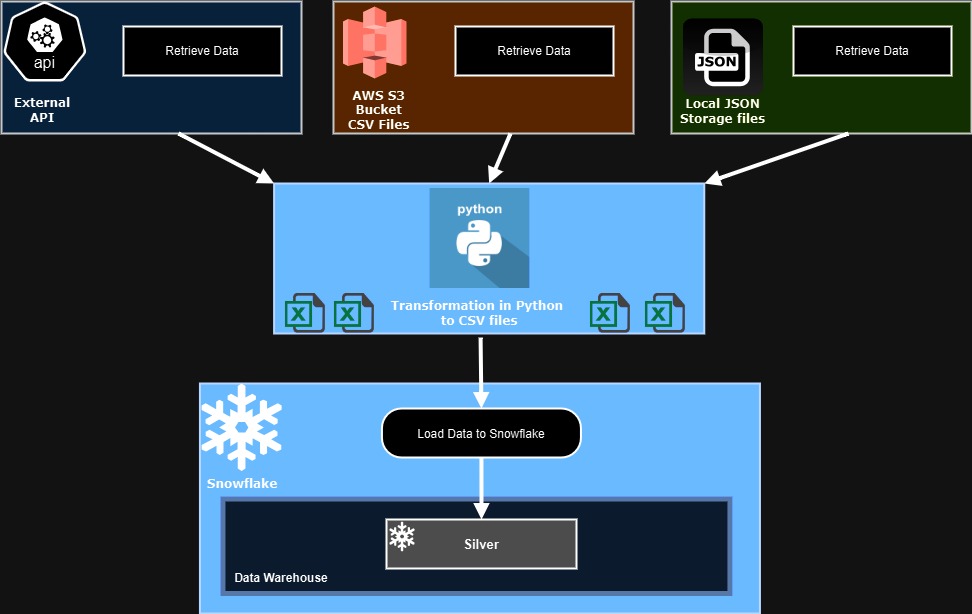 api
External
API
Retrieve Data
AWS S3
Bucket
CSV Files
Retrieve Data
JSON
Local JSON
Storage files
Retrieve Data
python
Transformation in Python
to CSV files
X
X
X
X
Load Data to Snowflake
Snowflake
Silver
Data Warehouse